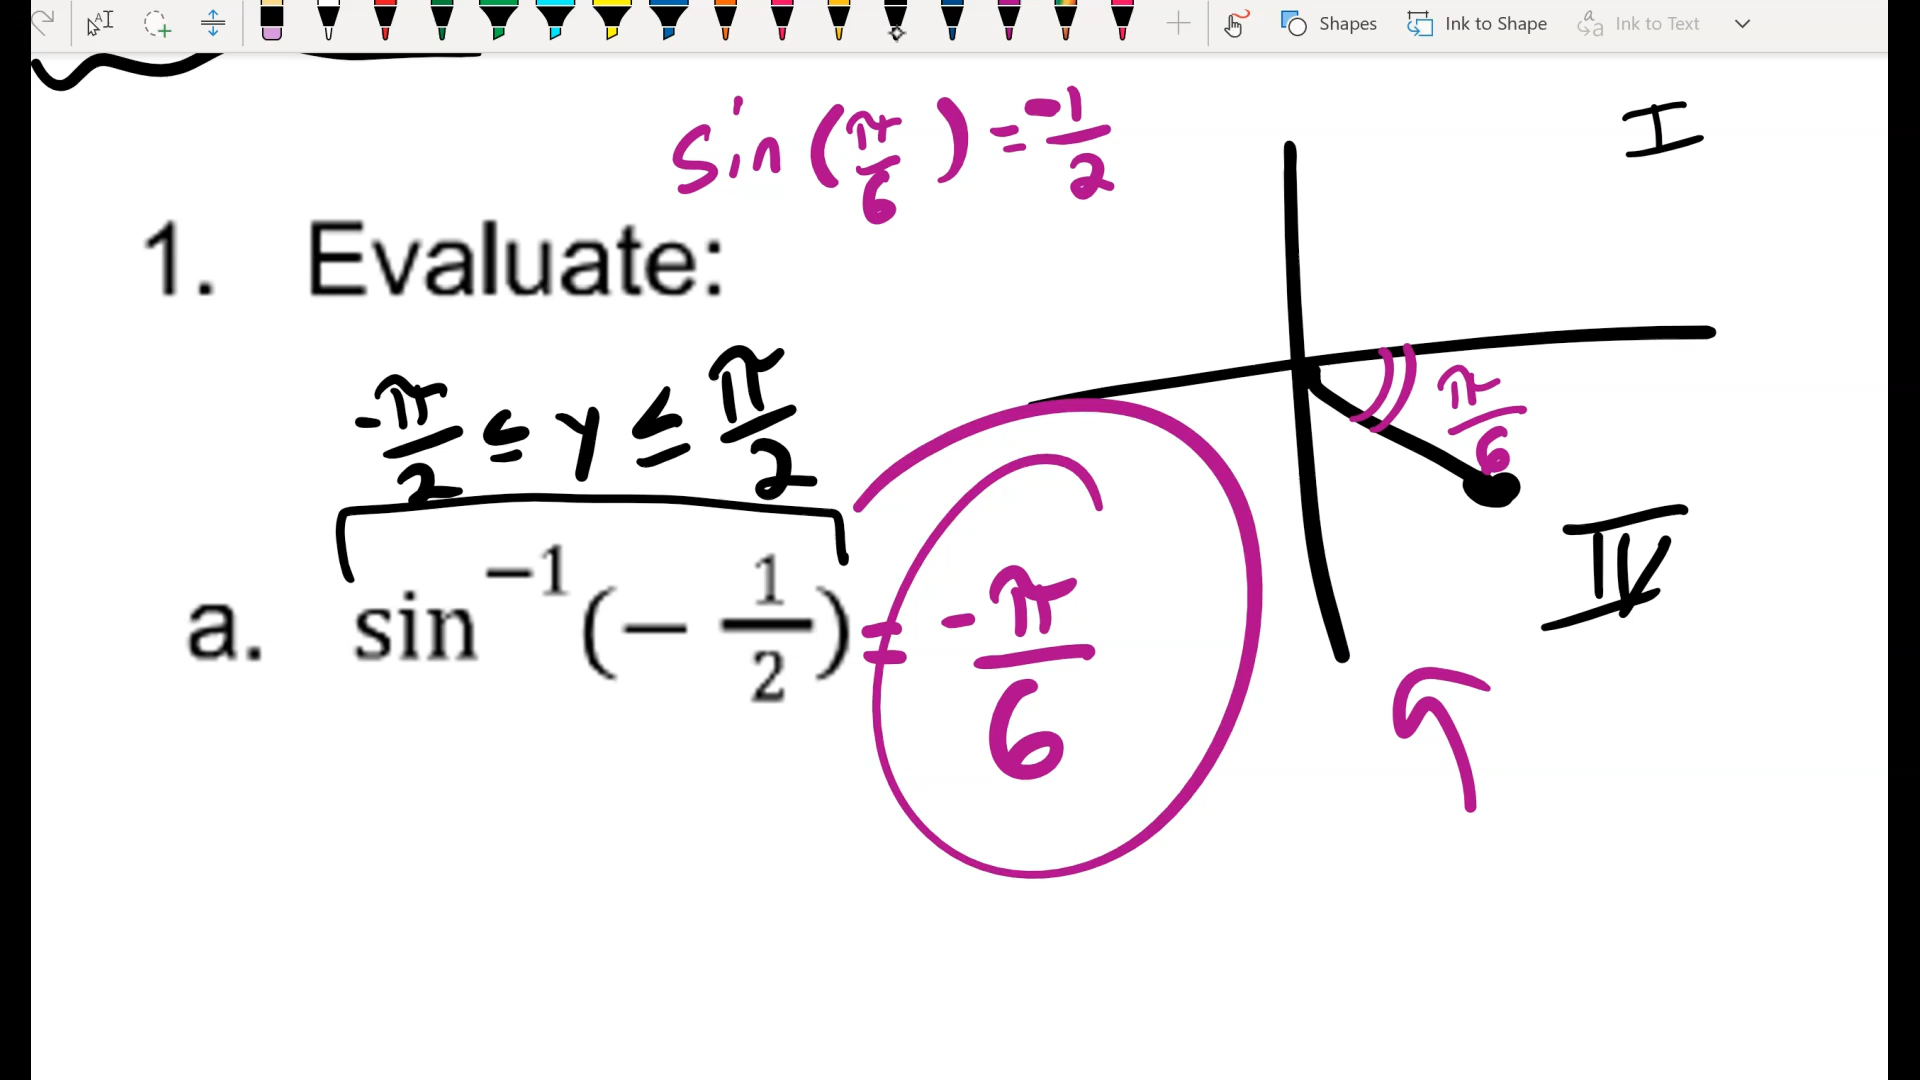 Shapes Ink to Shape Ink to Text
sin(π/6) = -1/2
I
1. Evaluate:
-π/2 ≤ y ≤ π/2
π/6
IV
a. sin⁻¹(− 1/2) = -π/6